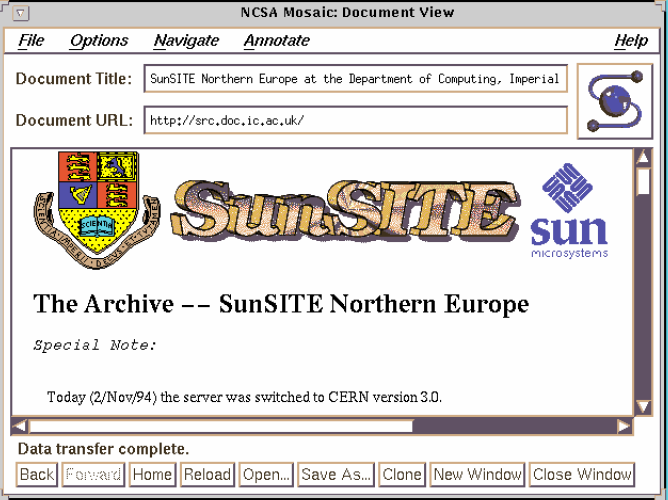 NCSA Mosaic: Document View
File Options Navigate Annotate Help
Document Title: SunSITE Northern Europe at the Department of Computing, Imperial
Document URL: http://src.doc.ic.ac.uk/
SCIENTIA
SunSITE
sun
microsystems
The Archive -- SunSITE Northern Europe
Special Note:
Today (2/Nov/94) the server was switched to CERN version 3.0.
Data transfer complete.
Back Forward Home Reload Open... Save As... Clone New Window Close Window